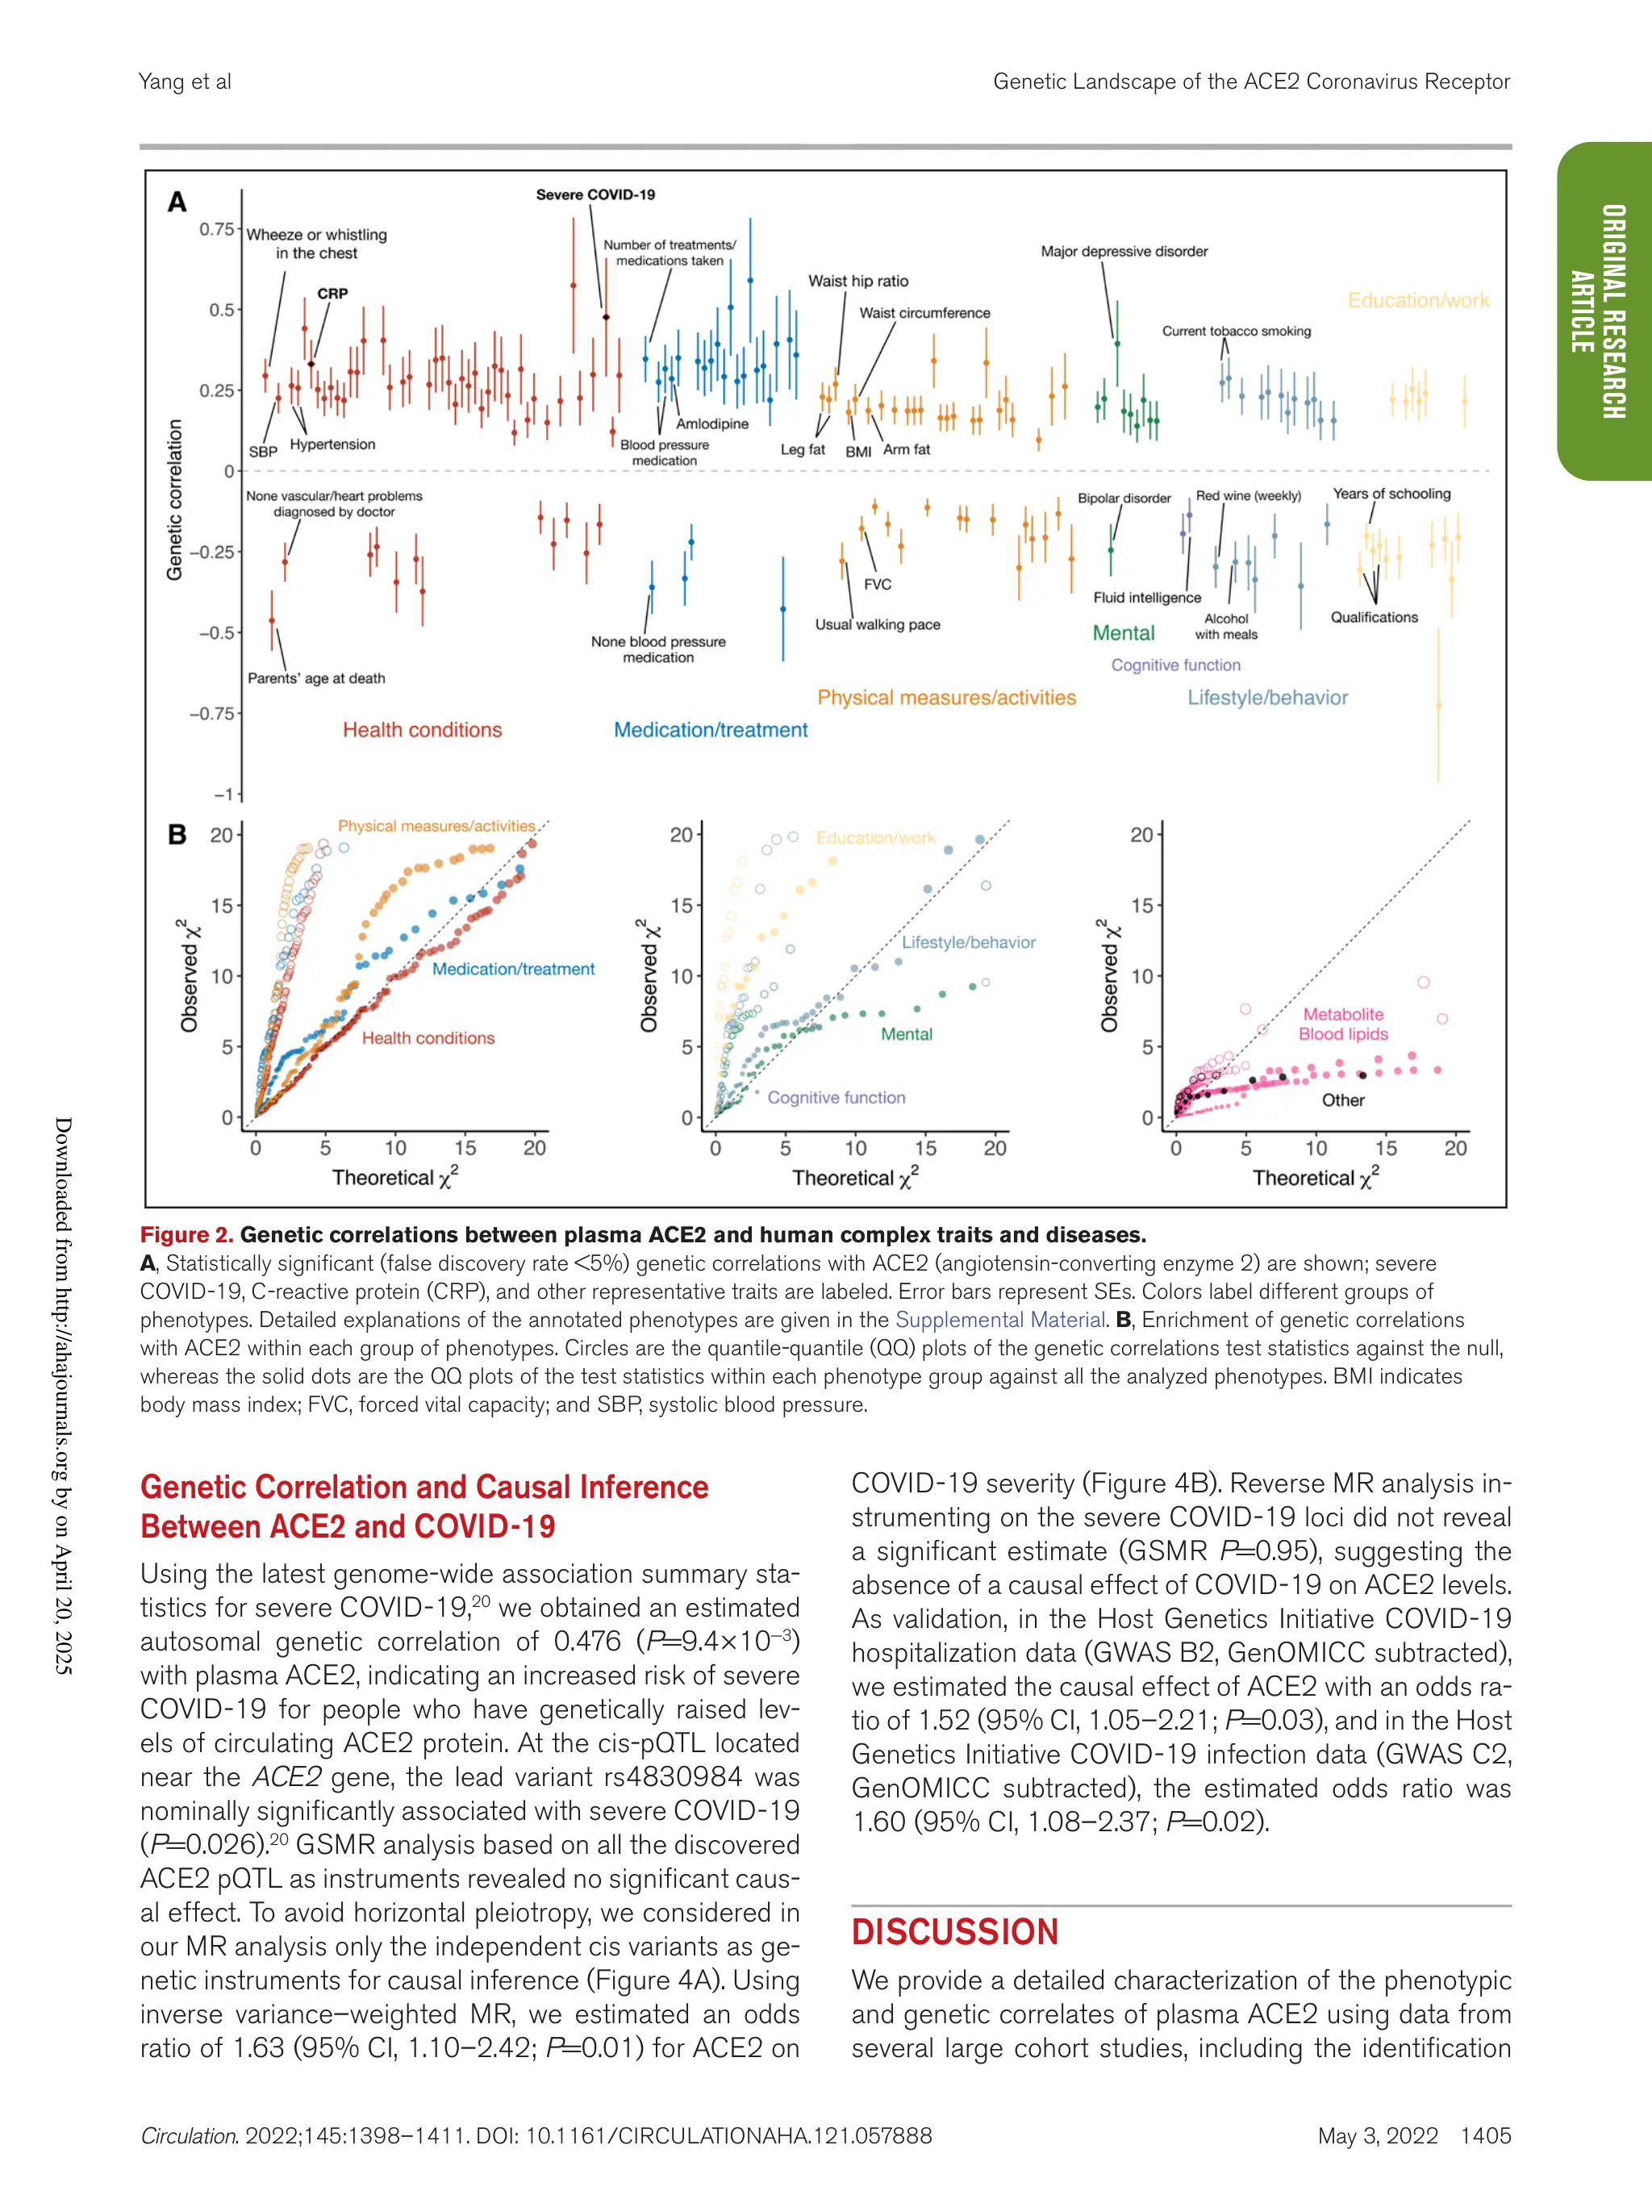 Yang et al
Genetic Landscape of the ACE2 Coronavirus Receptor
ORIGINAL RESEARCH
ARTICLE
A
Genetic correlation
0.75
0.5
0.25
0
−0.25
−0.5
−0.75
−1
Wheeze or whistling
in the chest
CRP
Severe COVID-19
Number of treatments/
medications taken
Waist hip ratio
Waist circumference
Major depressive disorder
Current tobacco smoking
Education/work
SBP
Hypertension
Amlodipine
Blood pressure
medication
Leg fat
BMI
Arm fat
None vascular/heart problems
diagnosed by doctor
Parents' age at death
None blood pressure
medication
FVC
Usual walking pace
Bipolar disorder
Red wine (weekly)
Years of schooling
Fluid intelligence
Alcohol
with meals
Qualifications
Mental
Cognitive function
Physical measures/activities
Lifestyle/behavior
Health conditions
Medication/treatment
B
Observed χ2
20
15
10
5
0
Physical measures/activities
Medication/treatment
Health conditions
0 5 10 15 20
Theoretical χ2
Observed χ2
20
15
10
5
0
Education/work
Lifestyle/behavior
Mental
Cognitive function
0 5 10 15 20
Theoretical χ2
Observed χ2
20
15
10
5
0
Metabolite
Blood lipids
Other
0 5 10 15 20
Theoretical χ2
Figure 2. Genetic correlations between plasma ACE2 and human complex traits and diseases.
A, Statistically significant (false discovery rate <5%) genetic correlations with ACE2 (angiotensin-converting enzyme 2) are shown; severe
COVID-19, C-reactive protein (CRP), and other representative traits are labeled. Error bars represent SEs. Colors label different groups of
phenotypes. Detailed explanations of the annotated phenotypes are given in the Supplemental Material. B, Enrichment of genetic correlations
with ACE2 within each group of phenotypes. Circles are the quantile-quantile (QQ) plots of the genetic correlations test statistics against the null,
whereas the solid dots are the QQ plots of the test statistics within each phenotype group against all the analyzed phenotypes. BMI indicates
body mass index; FVC, forced vital capacity; and SBP, systolic blood pressure.
Genetic Correlation and Causal Inference
Between ACE2 and COVID-19
Using the latest genome-wide association summary sta-
tistics for severe COVID-19,20 we obtained an estimated
autosomal genetic correlation of 0.476 (P=9.4×10−3)
with plasma ACE2, indicating an increased risk of severe
COVID-19 for people who have genetically raised lev-
els of circulating ACE2 protein. At the cis-pQTL located
near the ACE2 gene, the lead variant rs4830984 was
nominally significantly associated with severe COVID-19
(P=0.026).20 GSMR analysis based on all the discovered
ACE2 pQTL as instruments revealed no significant caus-
al effect. To avoid horizontal pleiotropy, we considered in
our MR analysis only the independent cis variants as ge-
netic instruments for causal inference (Figure 4A). Using
inverse variance–weighted MR, we estimated an odds
ratio of 1.63 (95% CI, 1.10–2.42; P=0.01) for ACE2 on
COVID-19 severity (Figure 4B). Reverse MR analysis in-
strumenting on the severe COVID-19 loci did not reveal
a significant estimate (GSMR P=0.95), suggesting the
absence of a causal effect of COVID-19 on ACE2 levels.
As validation, in the Host Genetics Initiative COVID-19
hospitalization data (GWAS B2, GenOMICC subtracted),
we estimated the causal effect of ACE2 with an odds ra-
tio of 1.52 (95% CI, 1.05–2.21; P=0.03), and in the Host
Genetics Initiative COVID-19 infection data (GWAS C2,
GenOMICC subtracted), the estimated odds ratio was
1.60 (95% CI, 1.08–2.37; P=0.02).
DISCUSSION
We provide a detailed characterization of the phenotypic
and genetic correlates of plasma ACE2 using data from
several large cohort studies, including the identification
Downloaded from http://ahajournals.org by on April 20, 2025
Circulation. 2022;145:1398–1411. DOI: 10.1161/CIRCULATIONAHA.121.057888
May 3, 2022 1405